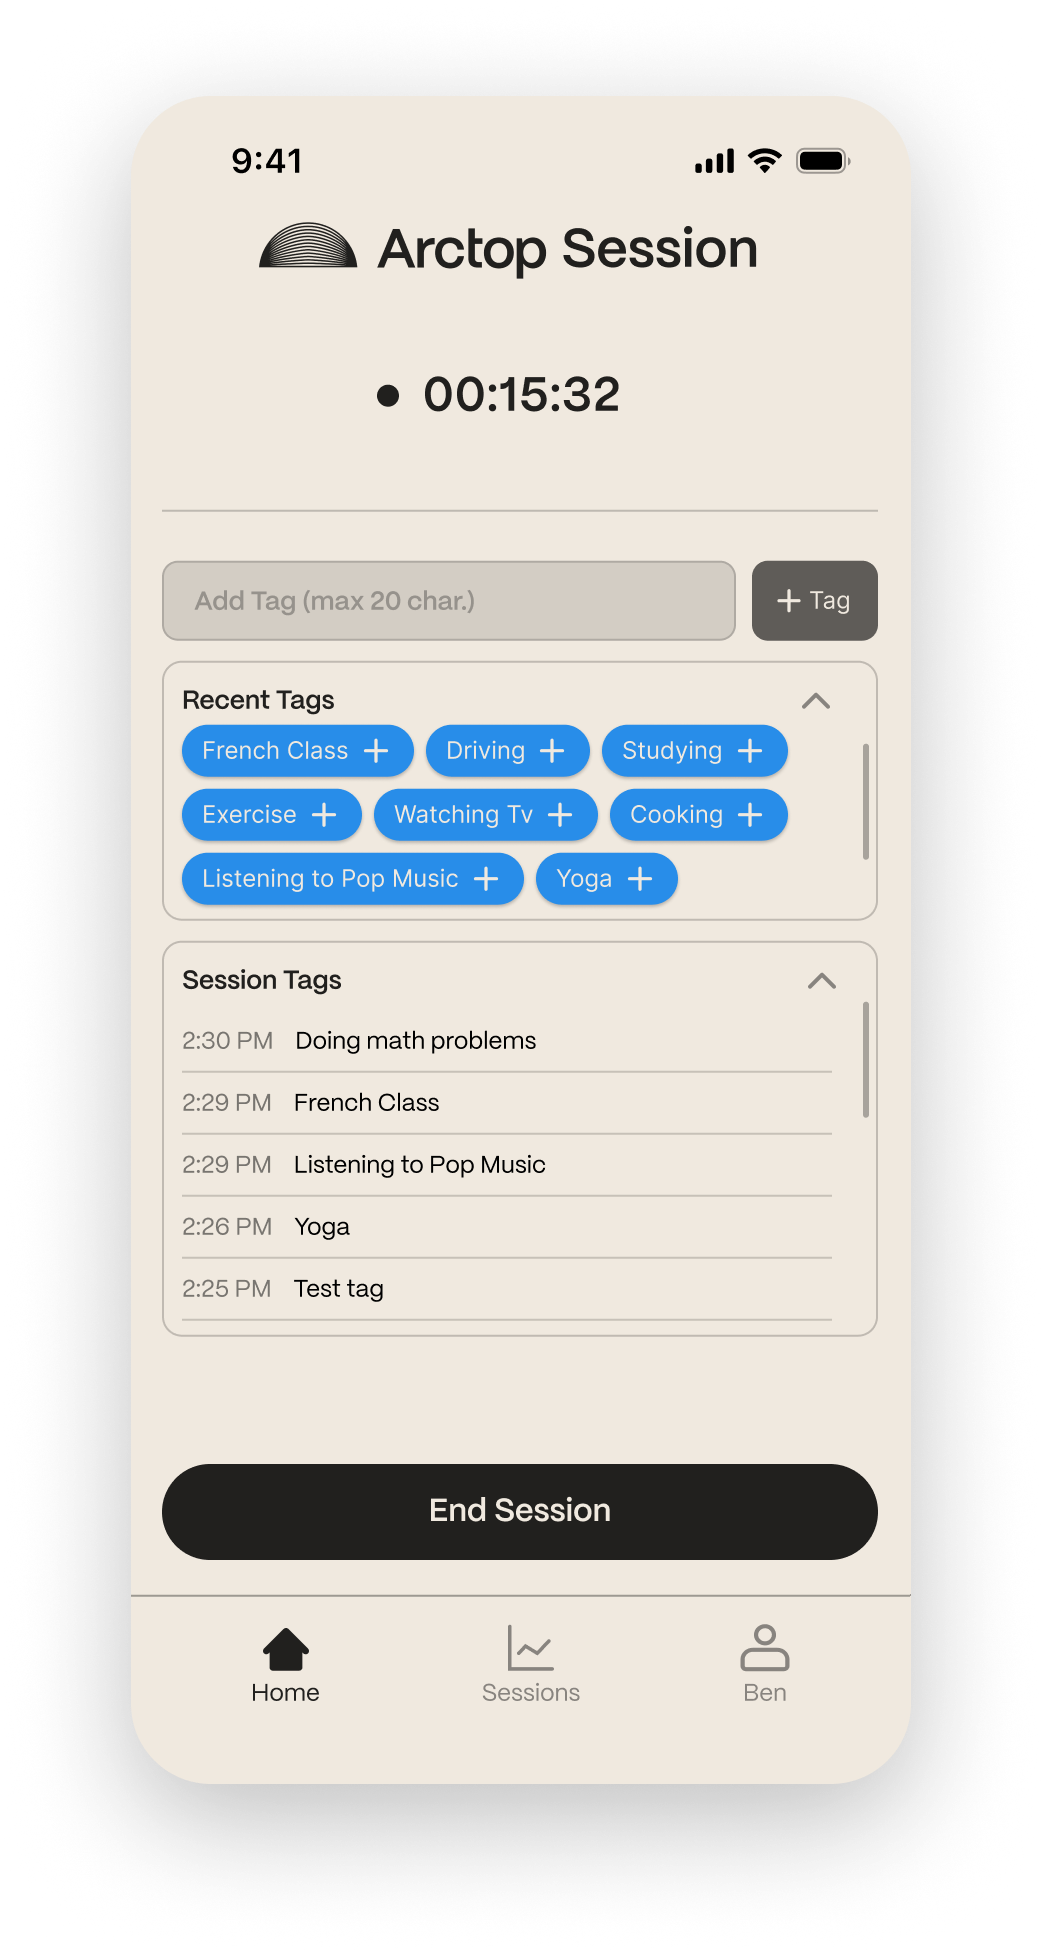 9:41
Arctop Session
00:15:32
Add Tag (max 20 char.)
Tag
Recent Tags
French Class Driving Studying
Exercise Watching Tv Cooking
Listening to Pop Music Yoga
Session Tags
2:30 PM Doing math problems
2:29 PM French Class
2:29 PM Listening to Pop Music
2:26 PM Yoga
2:25 PM Test tag
End Session
Home Sessions Ben